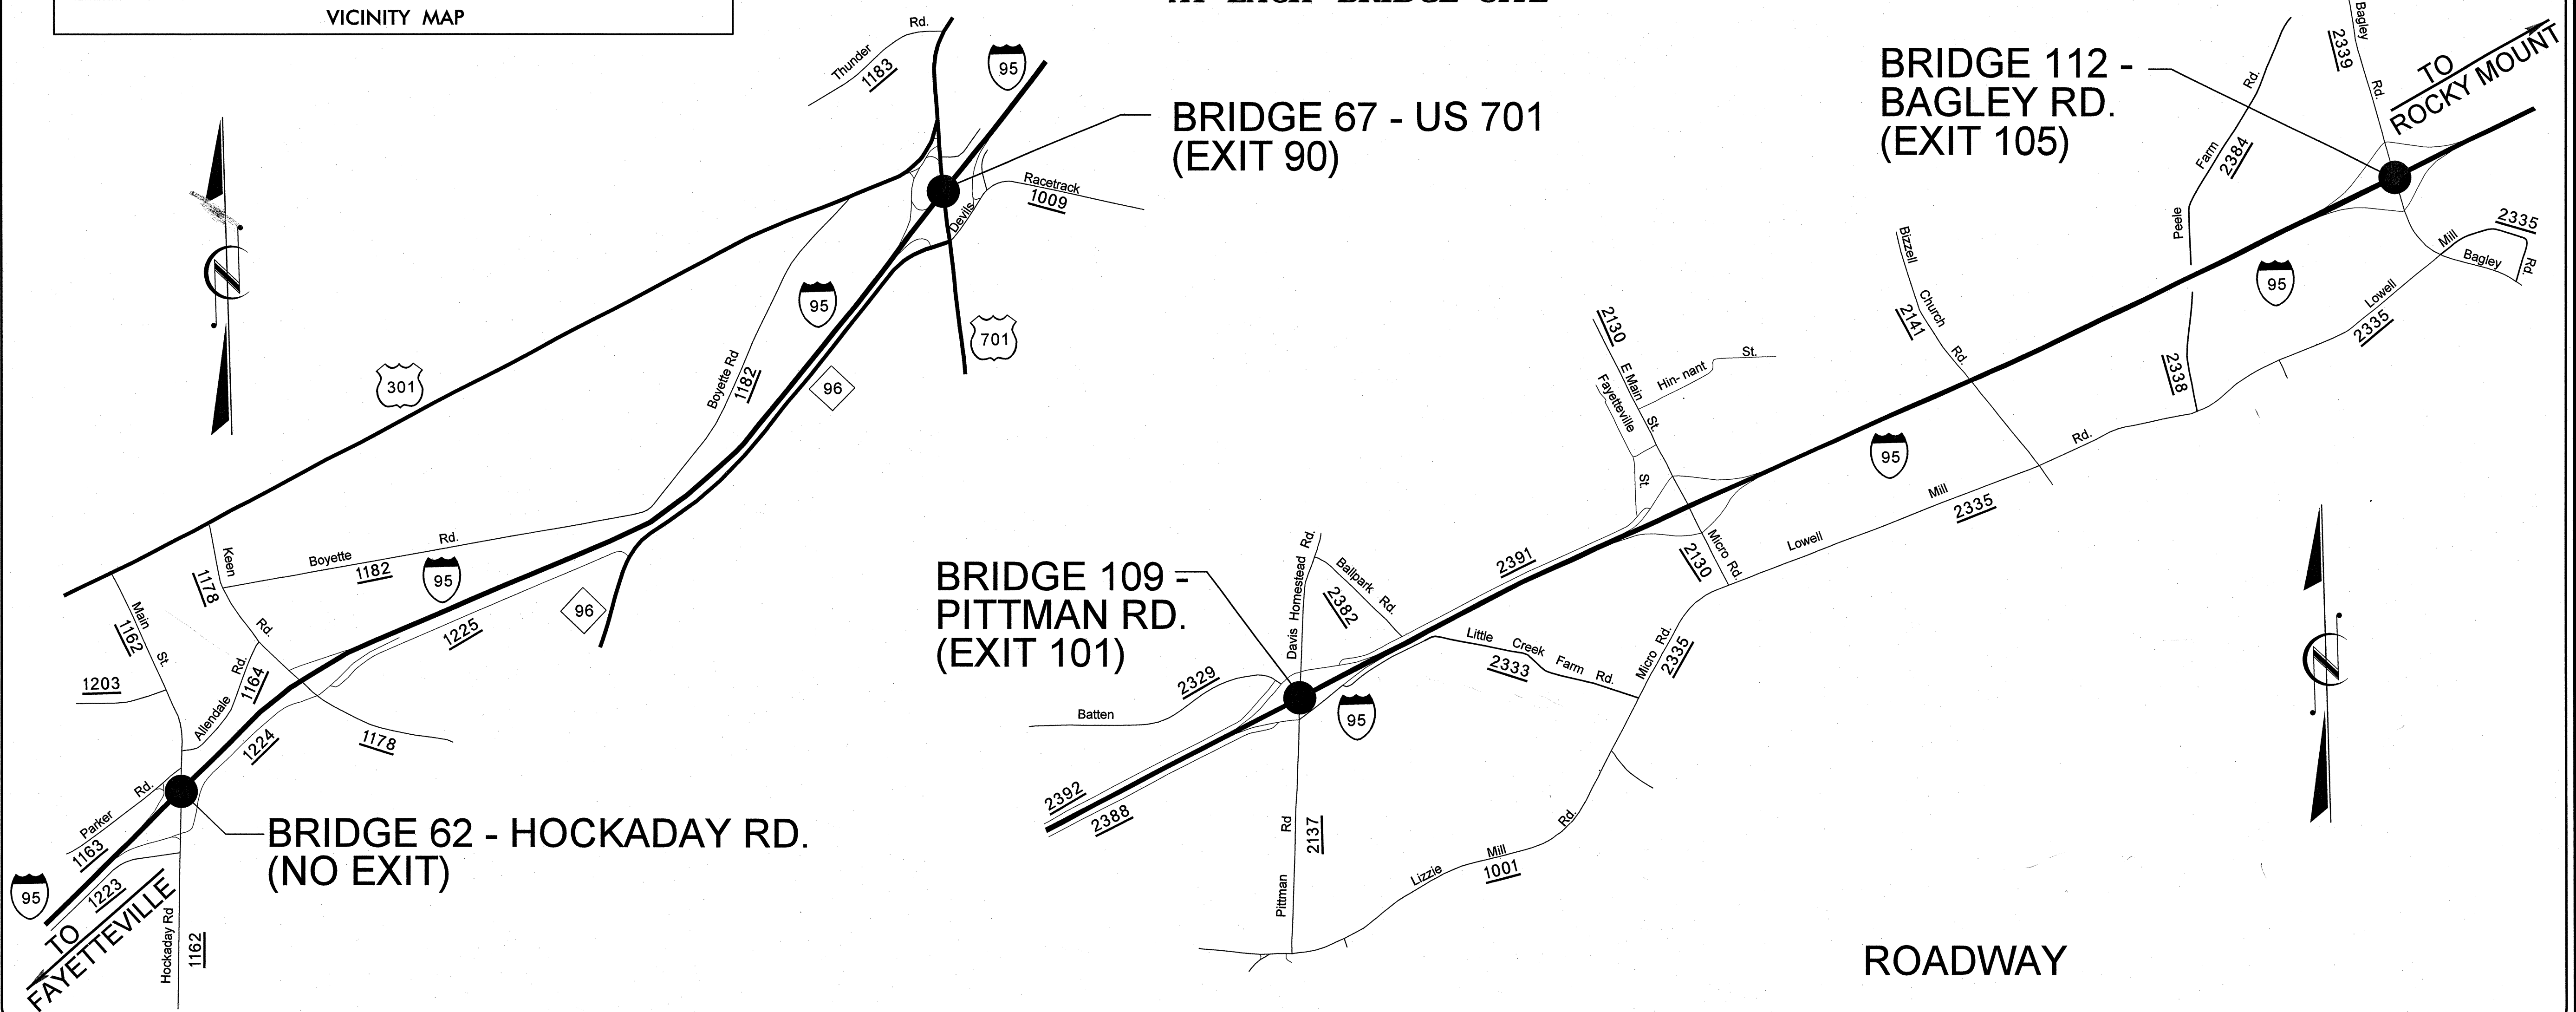 VICINITY MAP
AT EACH BRIDGE SITE
Thunder Rd.
1183
95
BRIDGE 67 - US 701
(EXIT 90)
Racetrack
1009
Devils
BRIDGE 112 -
BAGLEY RD.
(EXIT 105)
Bagley Rd.
2339
TO
ROCKY MOUNT
Peele Farm Rd.
2384
2335
Mill
Bagley Rd.
Lowell
2335
95
Bizzell Church Rd.
2141
2338
N
95
701
301
Boyette Rd
1182
96
2130
E Main St.
Hin- nant St.
Fayetteville St.
95
Rd.
Mill
2335
Lowell
Micro Rd.
2130
Keen Rd.
1178
Boyette Rd.
1182
95
1225
96
Main St.
1162
1203
Allendale Rd.
1164
1224
1178
Parker Rd.
1163
BRIDGE 62 - HOCKADAY RD.
(NO EXIT)
95
1223
TO
FAYETTEVILLE
Hockaday Rd
1162
BRIDGE 109 -
PITTMAN RD.
(EXIT 101)
Davis Homestead Rd.
Ballpark Rd.
2382
2391
Little Creek Farm Rd.
2333
Micro Rd.
2335
2329
Batten
95
2392
2388
Pittman Rd
2137
Lizzie Mill Rd.
1001
N
ROADWAY